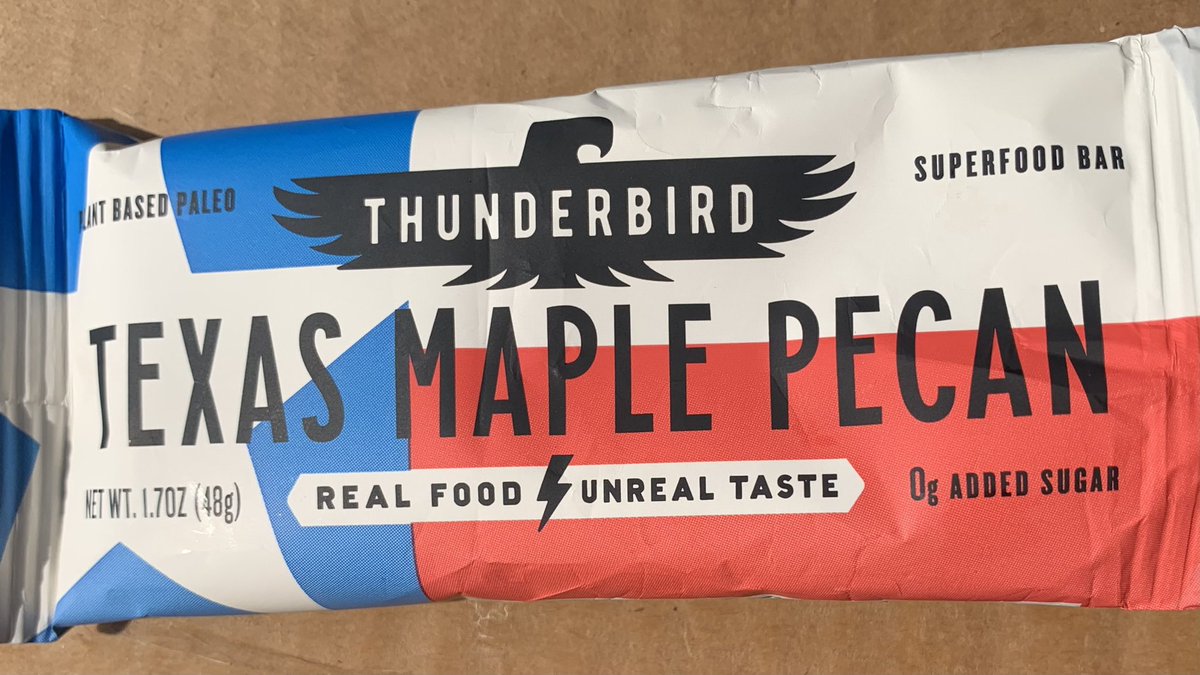 PLANT BASED PALEO
THUNDERBIRD
SUPERFOOD BAR
TEXAS MAPLE PECAN
NET WT. 1.7OZ (48g)
REAL FOOD UNREAL TASTE
0g ADDED SUGAR